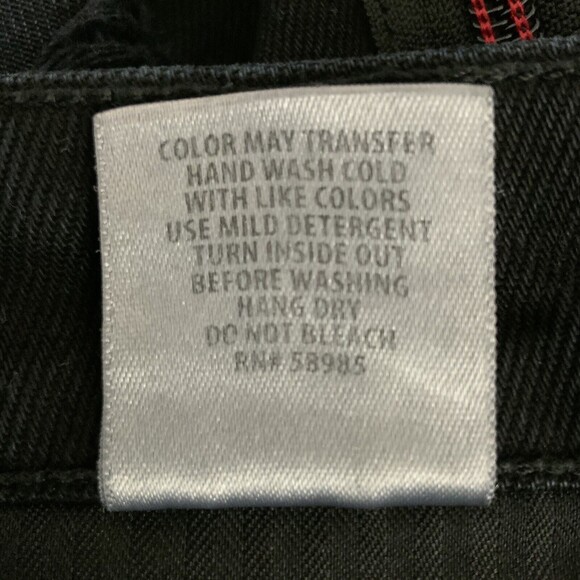 COLOR MAY TRANSFER
HAND WASH COLD
WITH LIKE COLORS
USE MILD DETERGENT
TURN INSIDE OUT
BEFORE WASHING
HANG DRY
DO NOT BLEACH
RN# 58985